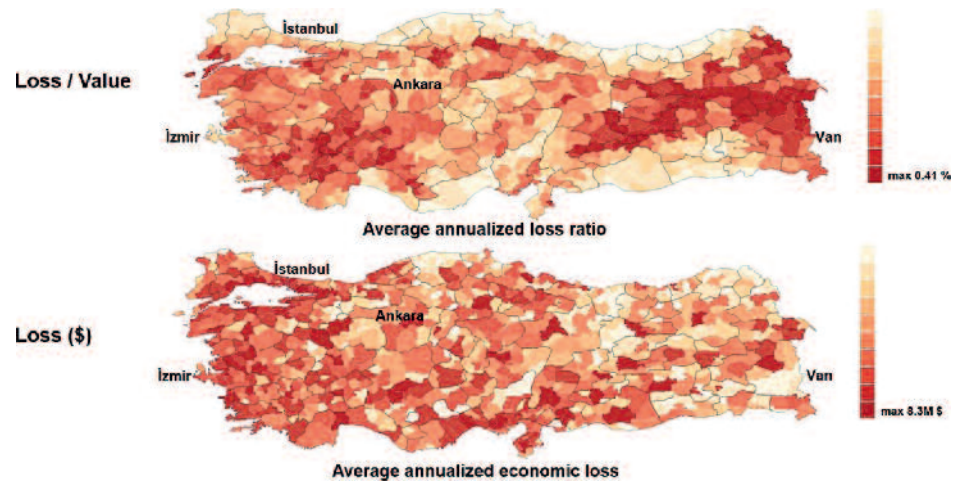 İstanbul
Loss / Value
Ankara
İzmir
Van
max 0.41 %
Average annualized loss ratio
İstanbul
Loss ($)
Ankara
İzmir
Van
max 8.3M $
Average annualized economic loss